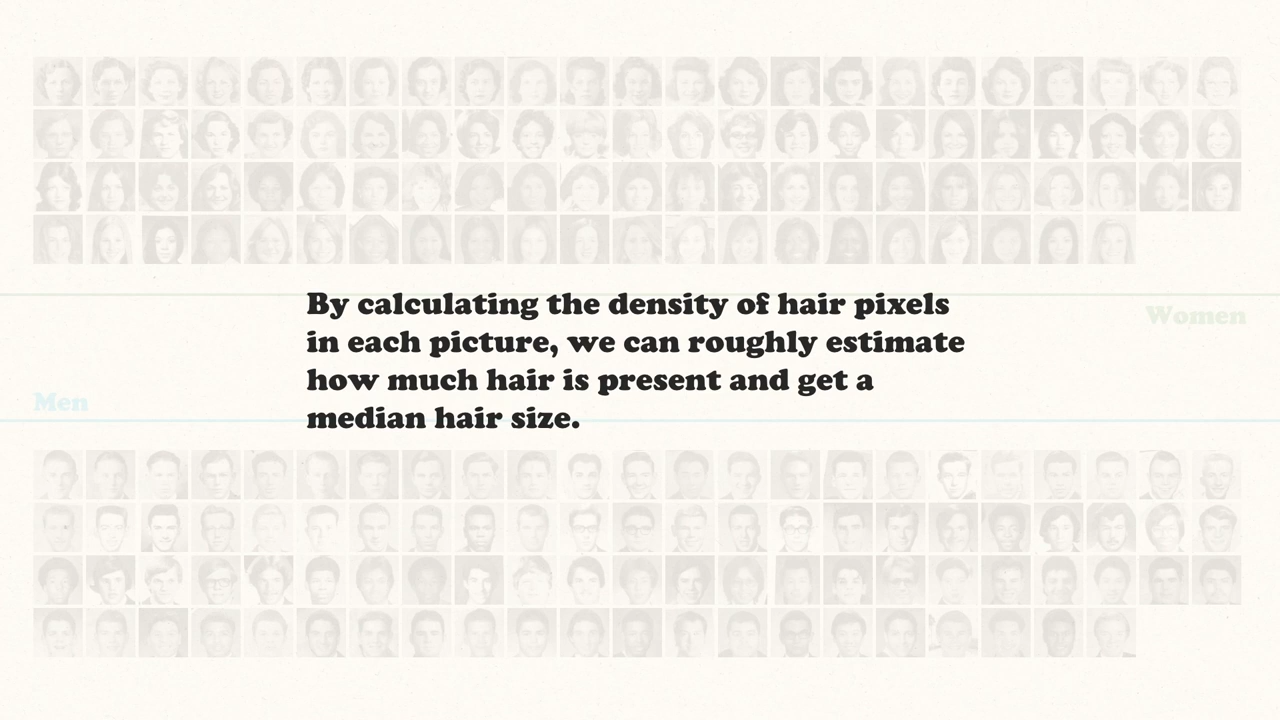 By calculating the density of hair pixels
in each picture, we can roughly estimate
how much hair is present and get a
median hair size.
Women
Men